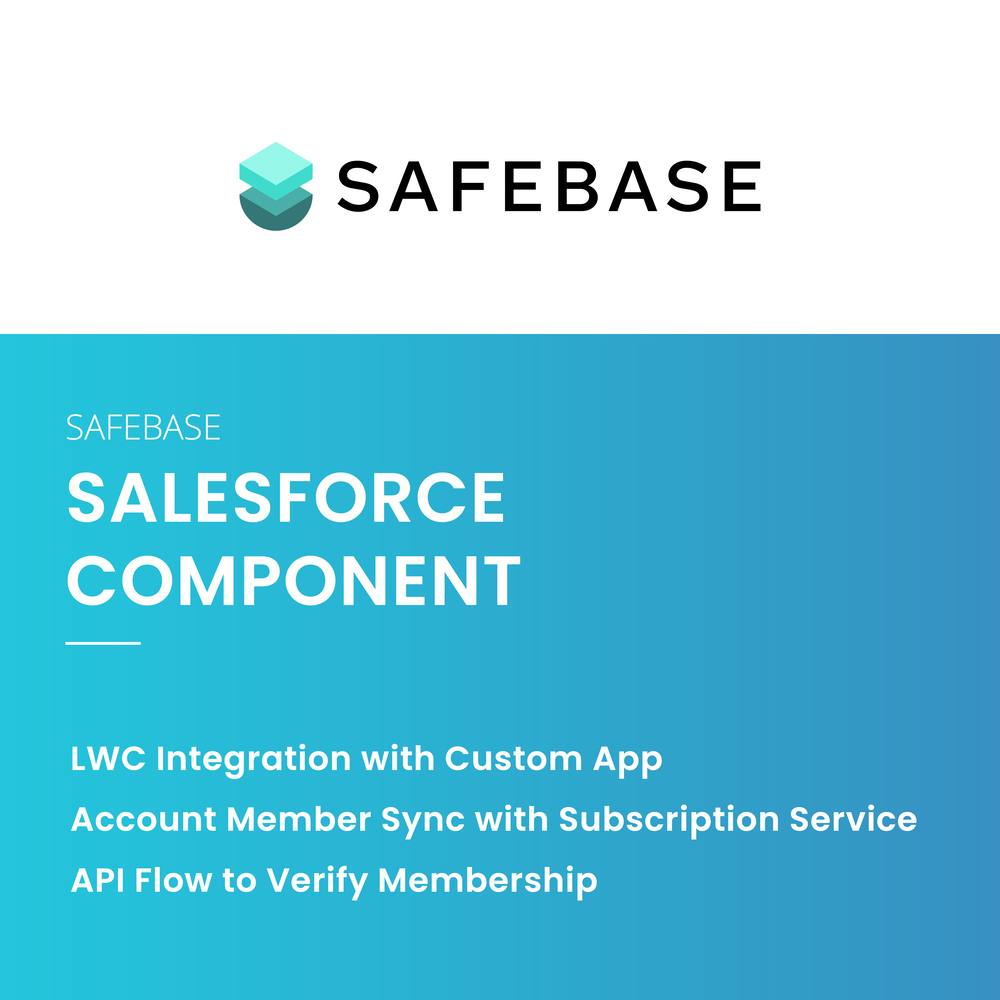 SAFEBASE
SAFEBASE
SALESFORCE
COMPONENT
LWC Integration with Custom App
Account Member Sync with Subscription Service
API Flow to Verify Membership